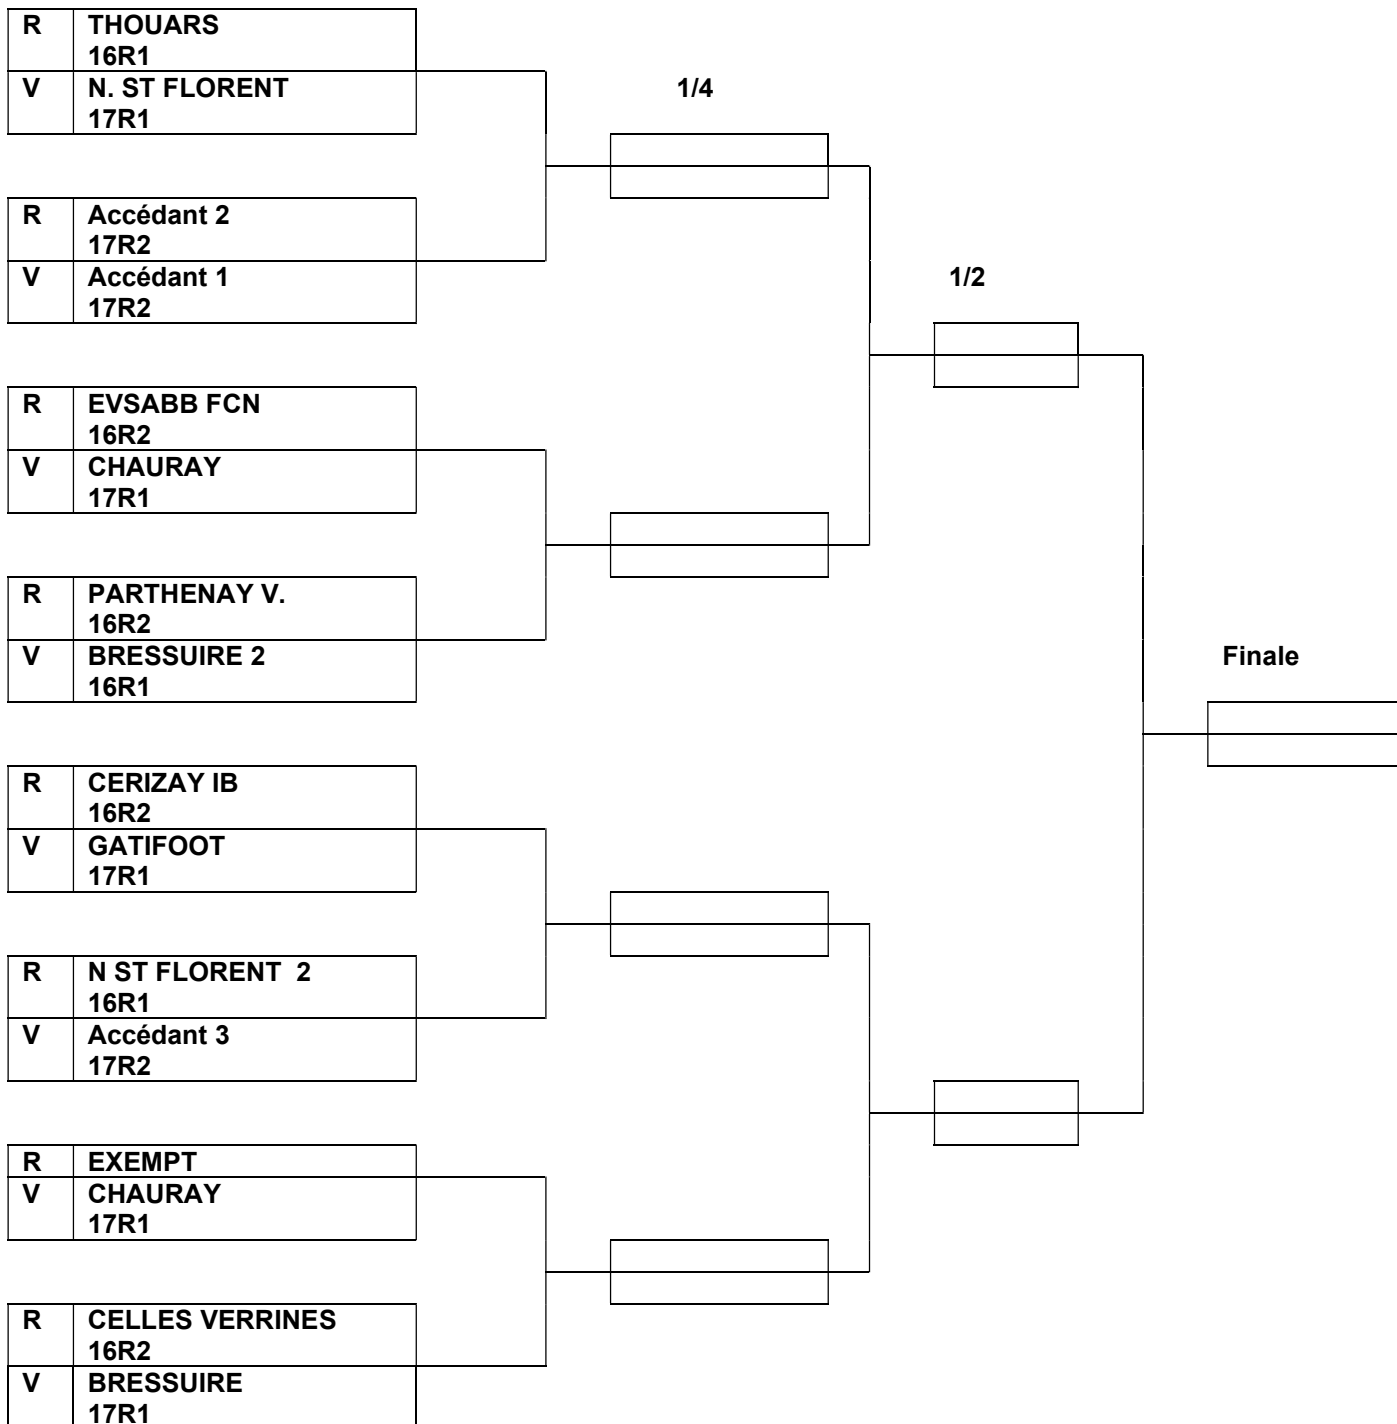 R THOUARS
16R1
V N. ST FLORENT
17R1
1/4
R Accédant 2
17R2
V Accédant 1
17R2
1/2
R EVSABB FCN
16R2
V CHAURAY
17R1
R PARTHENAY V.
16R2
V BRESSUIRE 2
16R1
Finale
R CERIZAY IB
16R2
V GATIFOOT
17R1
R N ST FLORENT 2
16R1
V Accédant 3
17R2
R EXEMPT
V CHAURAY
17R1
R CELLES VERRINES
16R2
V BRESSUIRE
17R1